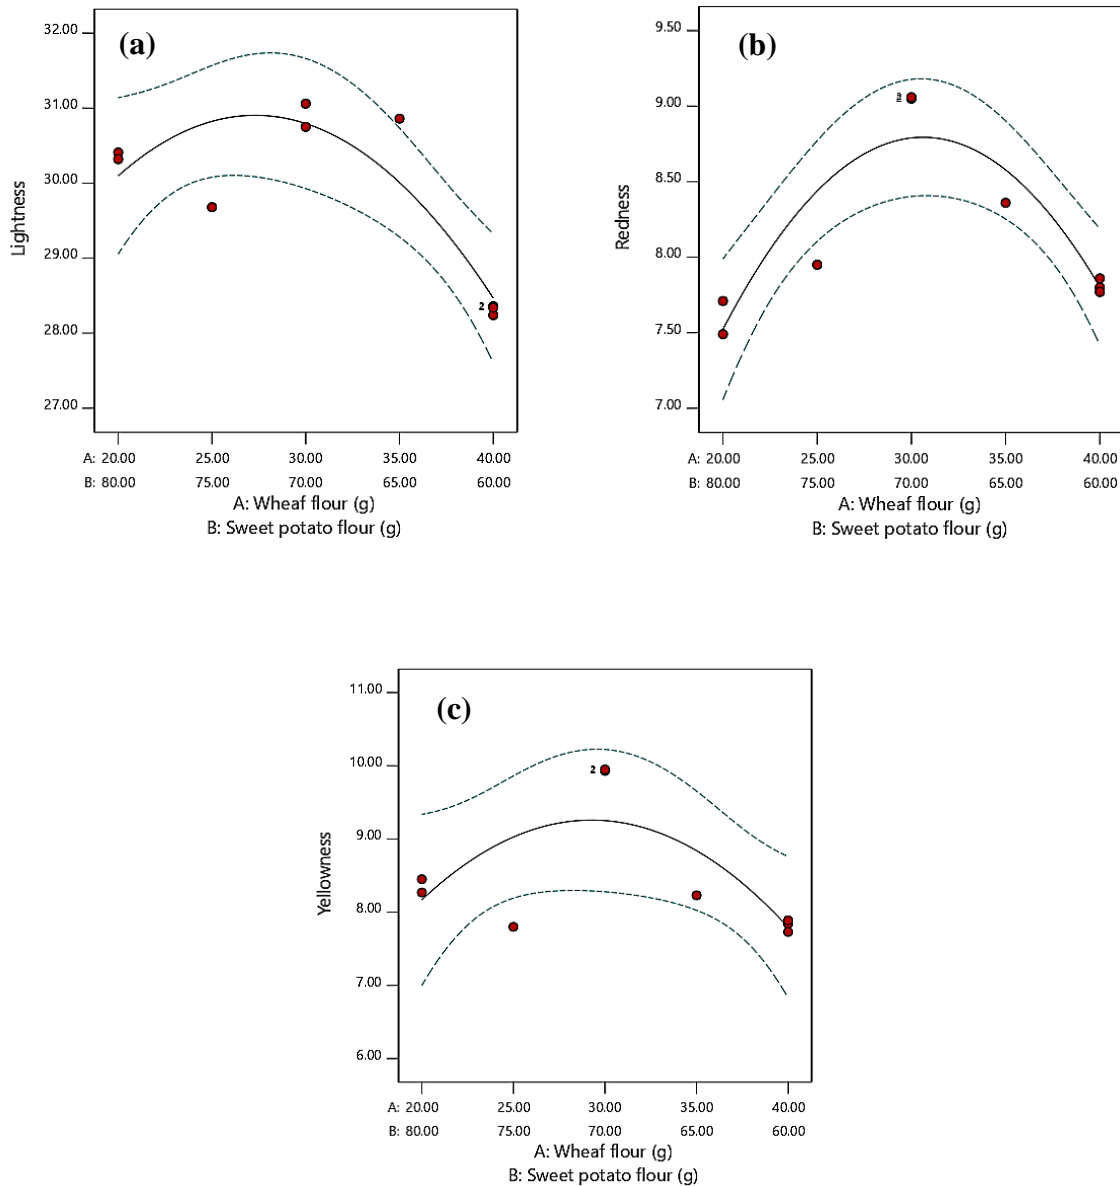 (a)
32.00
31.00
30.00
29.00
28.00
27.00
Lightness
2
A: 20.00 25.00 30.00 35.00 40.00
B: 80.00 75.00 70.00 65.00 60.00
A: Wheaf flour (g)
B: Sweet potato flour (g)
(b)
9.50
9.00
8.50
8.00
7.50
7.00
Redness
A: 20.00 25.00 30.00 35.00 40.00
B: 80.00 75.00 70.00 65.00 60.00
A: Wheaf flour (g)
B: Sweet potato flour (g)
(c)
11.00
10.00
9.00
8.00
7.00
6.00
Yellowness
2
A: 20.00 25.00 30.00 35.00 40.00
B: 80.00 75.00 70.00 65.00 60.00
A: Wheaf flour (g)
B: Sweet potato flour (g)